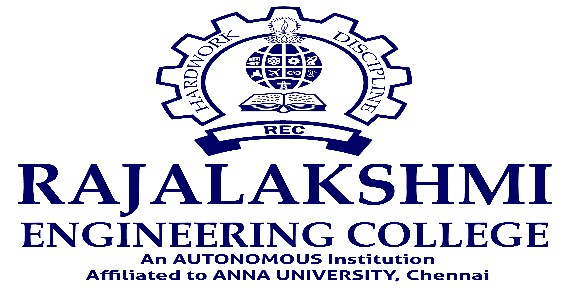 HARDWORK DISCIPLINE
REC
RAJALAKSHMI
ENGINEERING COLLEGE
An AUTONOMOUS Institution
Affiliated to ANNA UNIVERSITY, Chennai